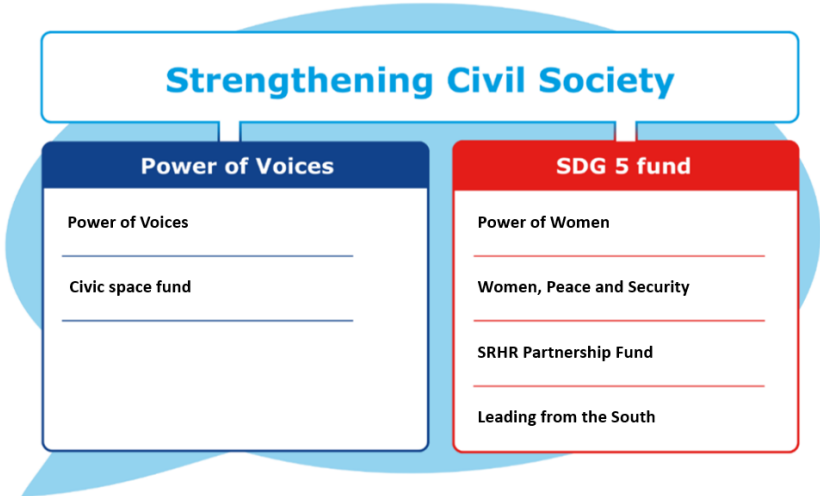 Strengthening Civil Society
Power of Voices
Power of Voices
Civic space fund
SDG 5 fund
Power of Women
Women, Peace and Security
SRHR Partnership Fund
Leading from the South